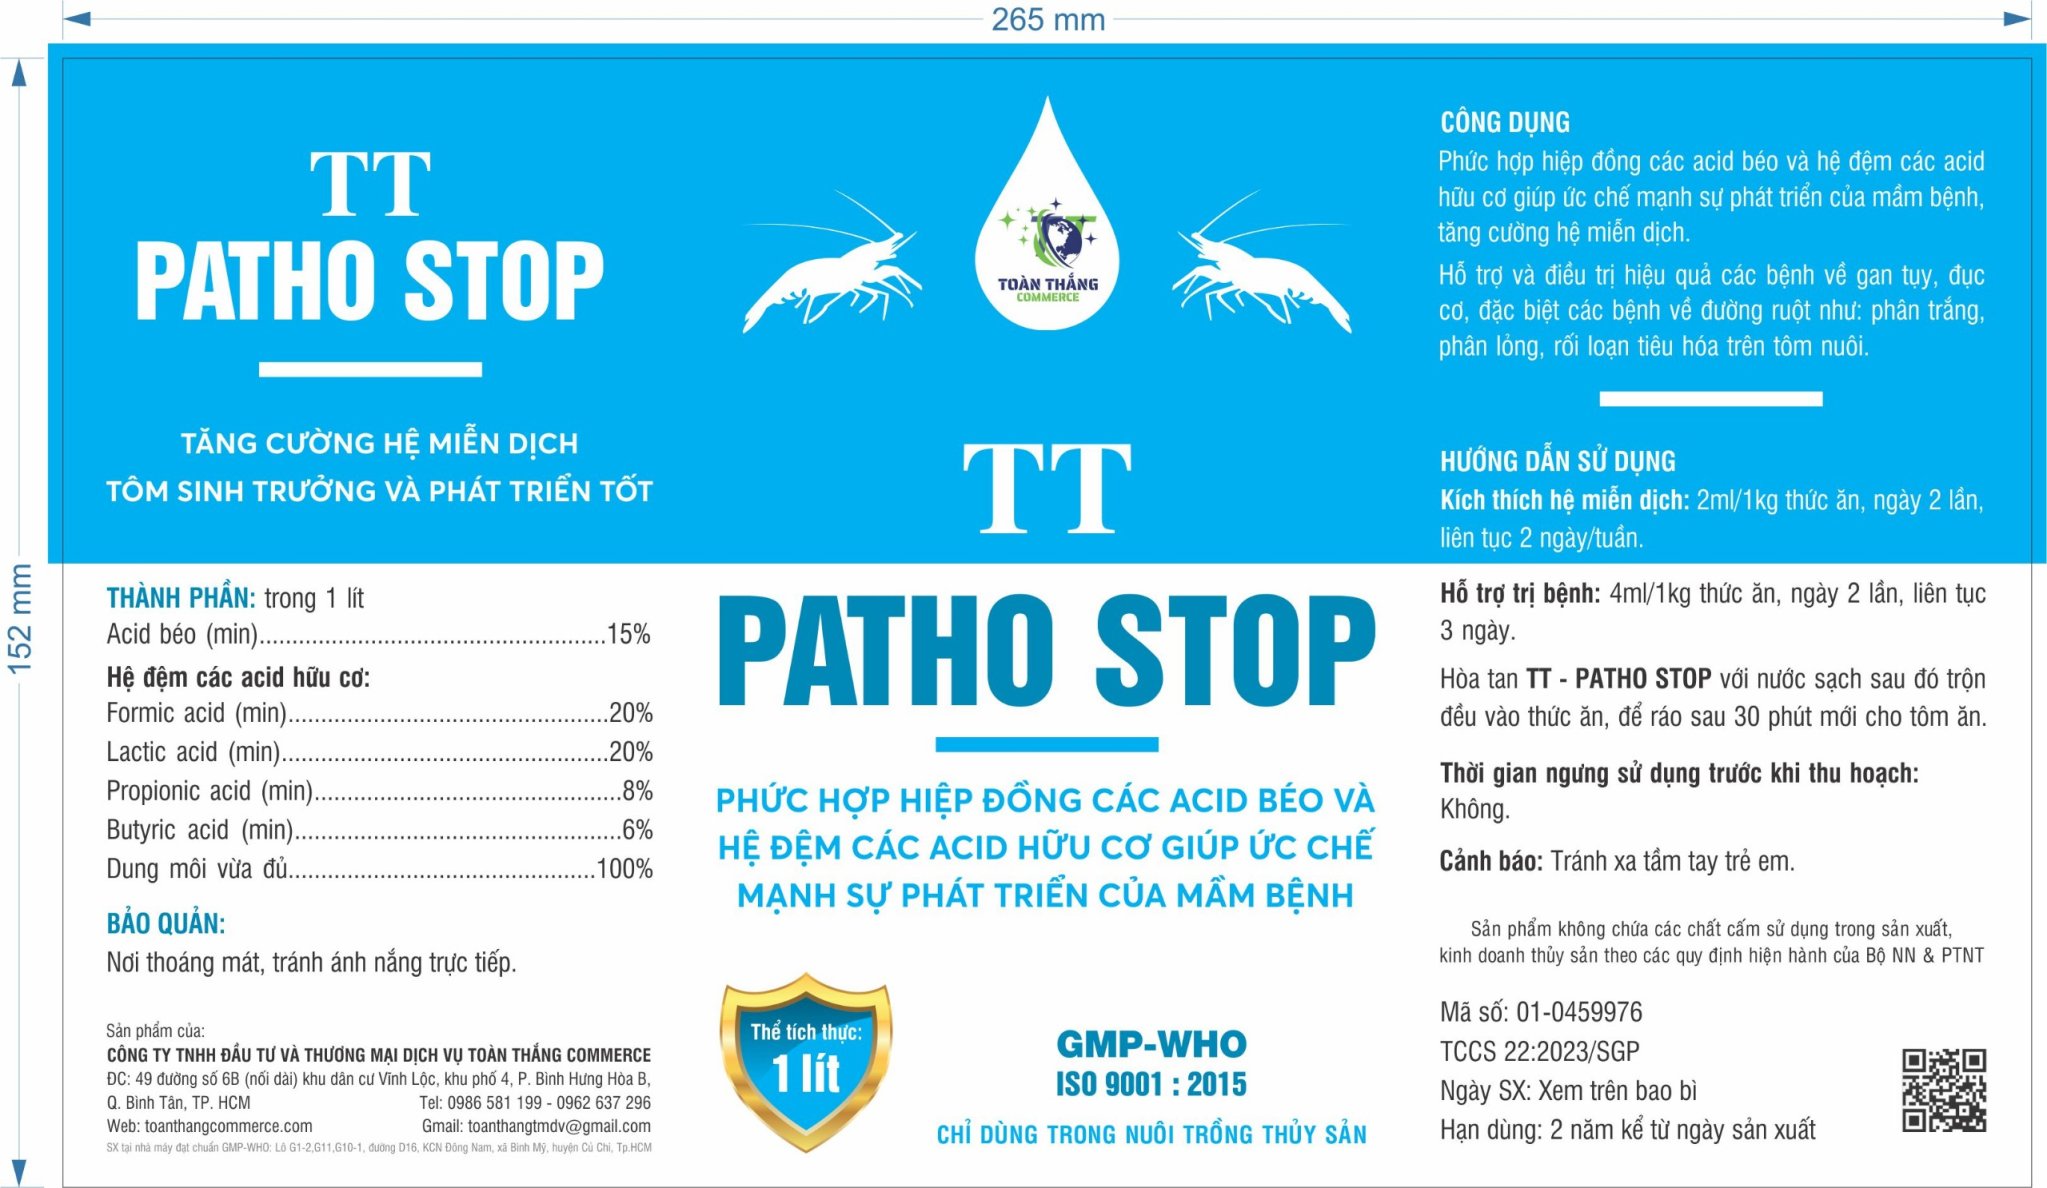 265 mm
152 mm
TT
PATHO STOP
TĂNG CƯỜNG HỆ MIỄN DỊCH
TÔM SINH TRƯỞNG VÀ PHÁT TRIỂN TỐT
THÀNH PHẦN: trong 1 lít
Acid béo (min).....................................................15%
Hệ đệm các acid hữu cơ:
Formic acid (min).................................................20%
Lactic acid (min)..................................................20%
Propionic acid (min)...............................................8%
Butyric acid (min)..................................................6%
Dung môi vừa đủ...............................................100%
BẢO QUẢN:
Nơi thoáng mát, tránh ánh nắng trực tiếp.
Sản phẩm của:
CÔNG TY TNHH ĐẦU TƯ VÀ THƯƠNG MẠI DỊCH VỤ TOÀN THẮNG COMMERCE
ĐC: 49 đường số 6B (nối dài) khu dân cư Vĩnh Lộc, khu phố 4, P. Bình Hưng Hòa B,
Q. Bình Tân, TP. HCM Tel: 0986 581 199 - 0962 637 296
Web: toanthangcommerce.com Gmail: toanthangtmdv@gmail.com
SX tại nhà máy đạt chuẩn GMP-WHO: Lô G1-2,G11,G10-1, đường D16, KCN Đông Nam, xã Bình Mỹ, huyện Củ Chi, Tp.HCM
TOÀN THẮNG
COMMERCE
TT
PATHO STOP
PHỨC HỢP HIỆP ĐỒNG CÁC ACID BÉO VÀ
HỆ ĐỆM CÁC ACID HỮU CƠ GIÚP ỨC CHẾ
MẠNH SỰ PHÁT TRIỂN CỦA MẦM BỆNH
Thể tích thực:
1 lít
GMP-WHO
ISO 9001 : 2015
CHỈ DÙNG TRONG NUÔI TRỒNG THỦY SẢN
CÔNG DỤNG
Phức hợp hiệp đồng các acid béo và hệ đệm các acid
hữu cơ giúp ức chế mạnh sự phát triển của mầm bệnh,
tăng cường hệ miễn dịch.
Hỗ trợ và điều trị hiệu quả các bệnh về gan tụy, đục
cơ, đặc biệt các bệnh về đường ruột như: phân trắng,
phân lỏng, rối loạn tiêu hóa trên tôm nuôi.
HƯỚNG DẪN SỬ DỤNG
Kích thích hệ miễn dịch: 2ml/1kg thức ăn, ngày 2 lần,
liên tục 2 ngày/tuần.
Hỗ trợ trị bệnh: 4ml/1kg thức ăn, ngày 2 lần, liên tục
3 ngày.
Hòa tan TT - PATHO STOP với nước sạch sau đó trộn
đều vào thức ăn, để ráo sau 30 phút mới cho tôm ăn.
Thời gian ngưng sử dụng trước khi thu hoạch:
Không.
Cảnh báo: Tránh xa tầm tay trẻ em.
Sản phẩm không chứa các chất cấm sử dụng trong sản xuất,
kinh doanh thủy sản theo các quy định hiện hành của Bộ NN & PTNT
Mã số: 01-0459976
TCCS 22:2023/SGP
Ngày SX: Xem trên bao bì
Hạn dùng: 2 năm kể từ ngày sản xuất